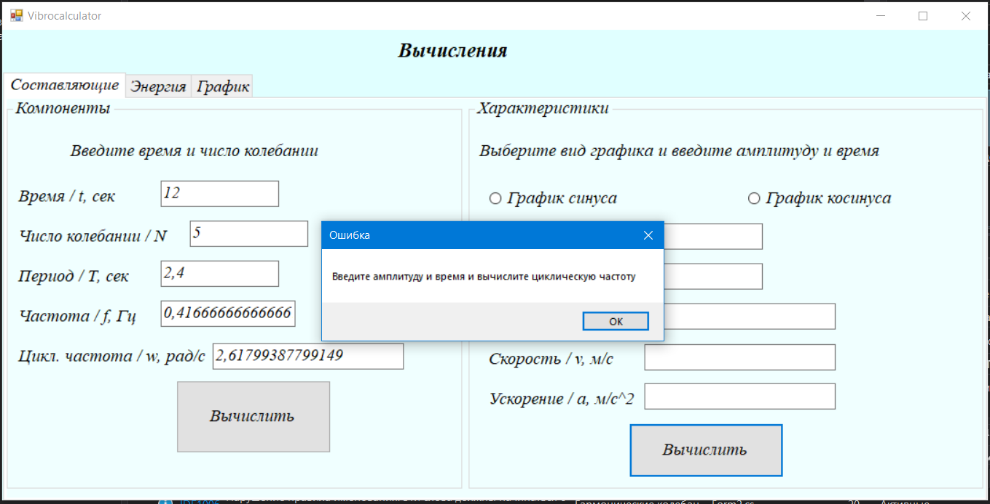 Vibrocalculator
Вычисления
Составляющие Энергия График
Компоненты
Введите время и число колебании
Время / t, сек 12
Число колебании / N 5
Период / T, сек 2,4
Частота / f, Гц 0,41666666666666
Цикл. частота / w, рад/с 2,61799387799149
Вычислить
Характеристики
Выберите вид графика и введите амплитуду и время
График синуса График косинуса
Скорость / v, м/с
Ускорение / a, м/с^2
Вычислить
Ошибка
Введите амплитуду и время и вычислите циклическую частоту
ОК